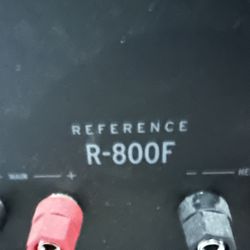 REFERENCE
R-800F
+ −